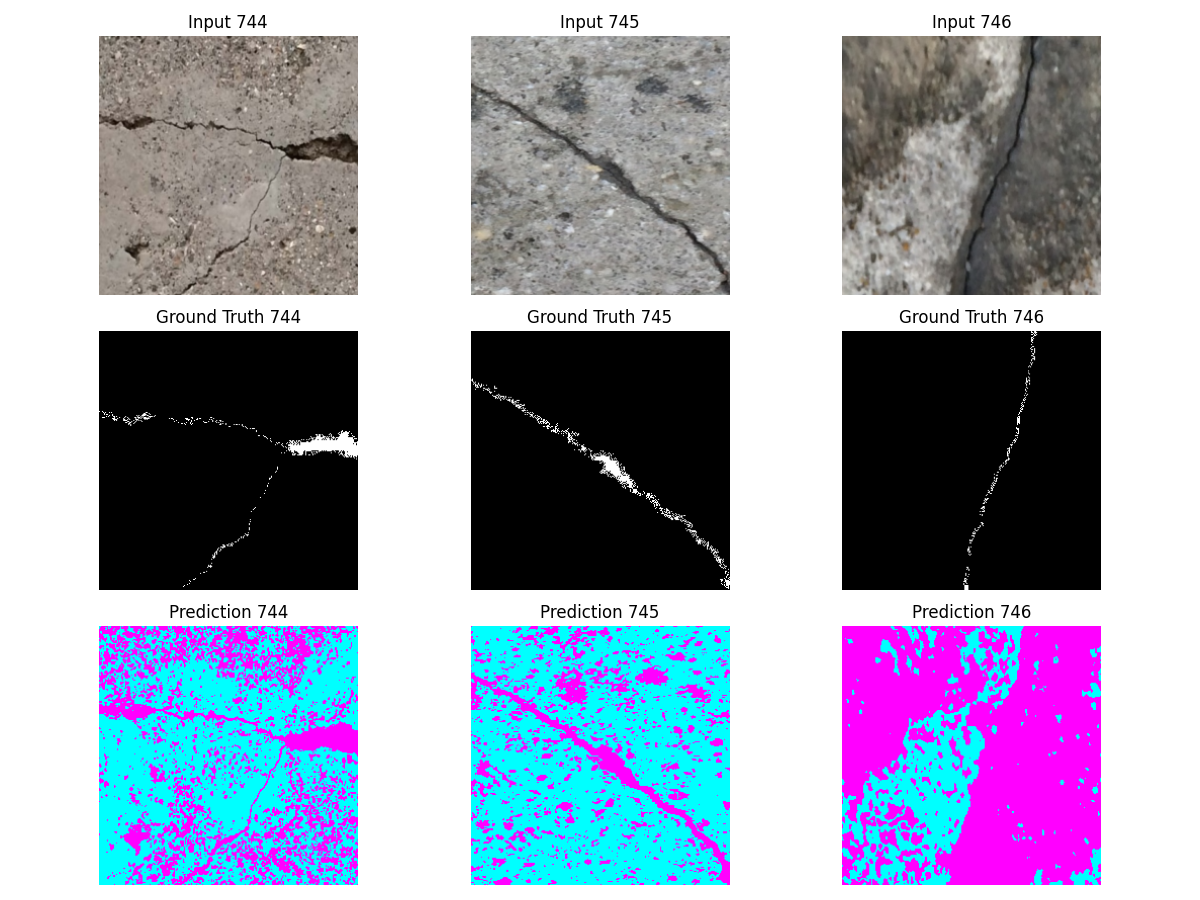 Input 744
Input 745
Input 746
Ground Truth 744
Ground Truth 745
Ground Truth 746
Prediction 744
Prediction 745
Prediction 746